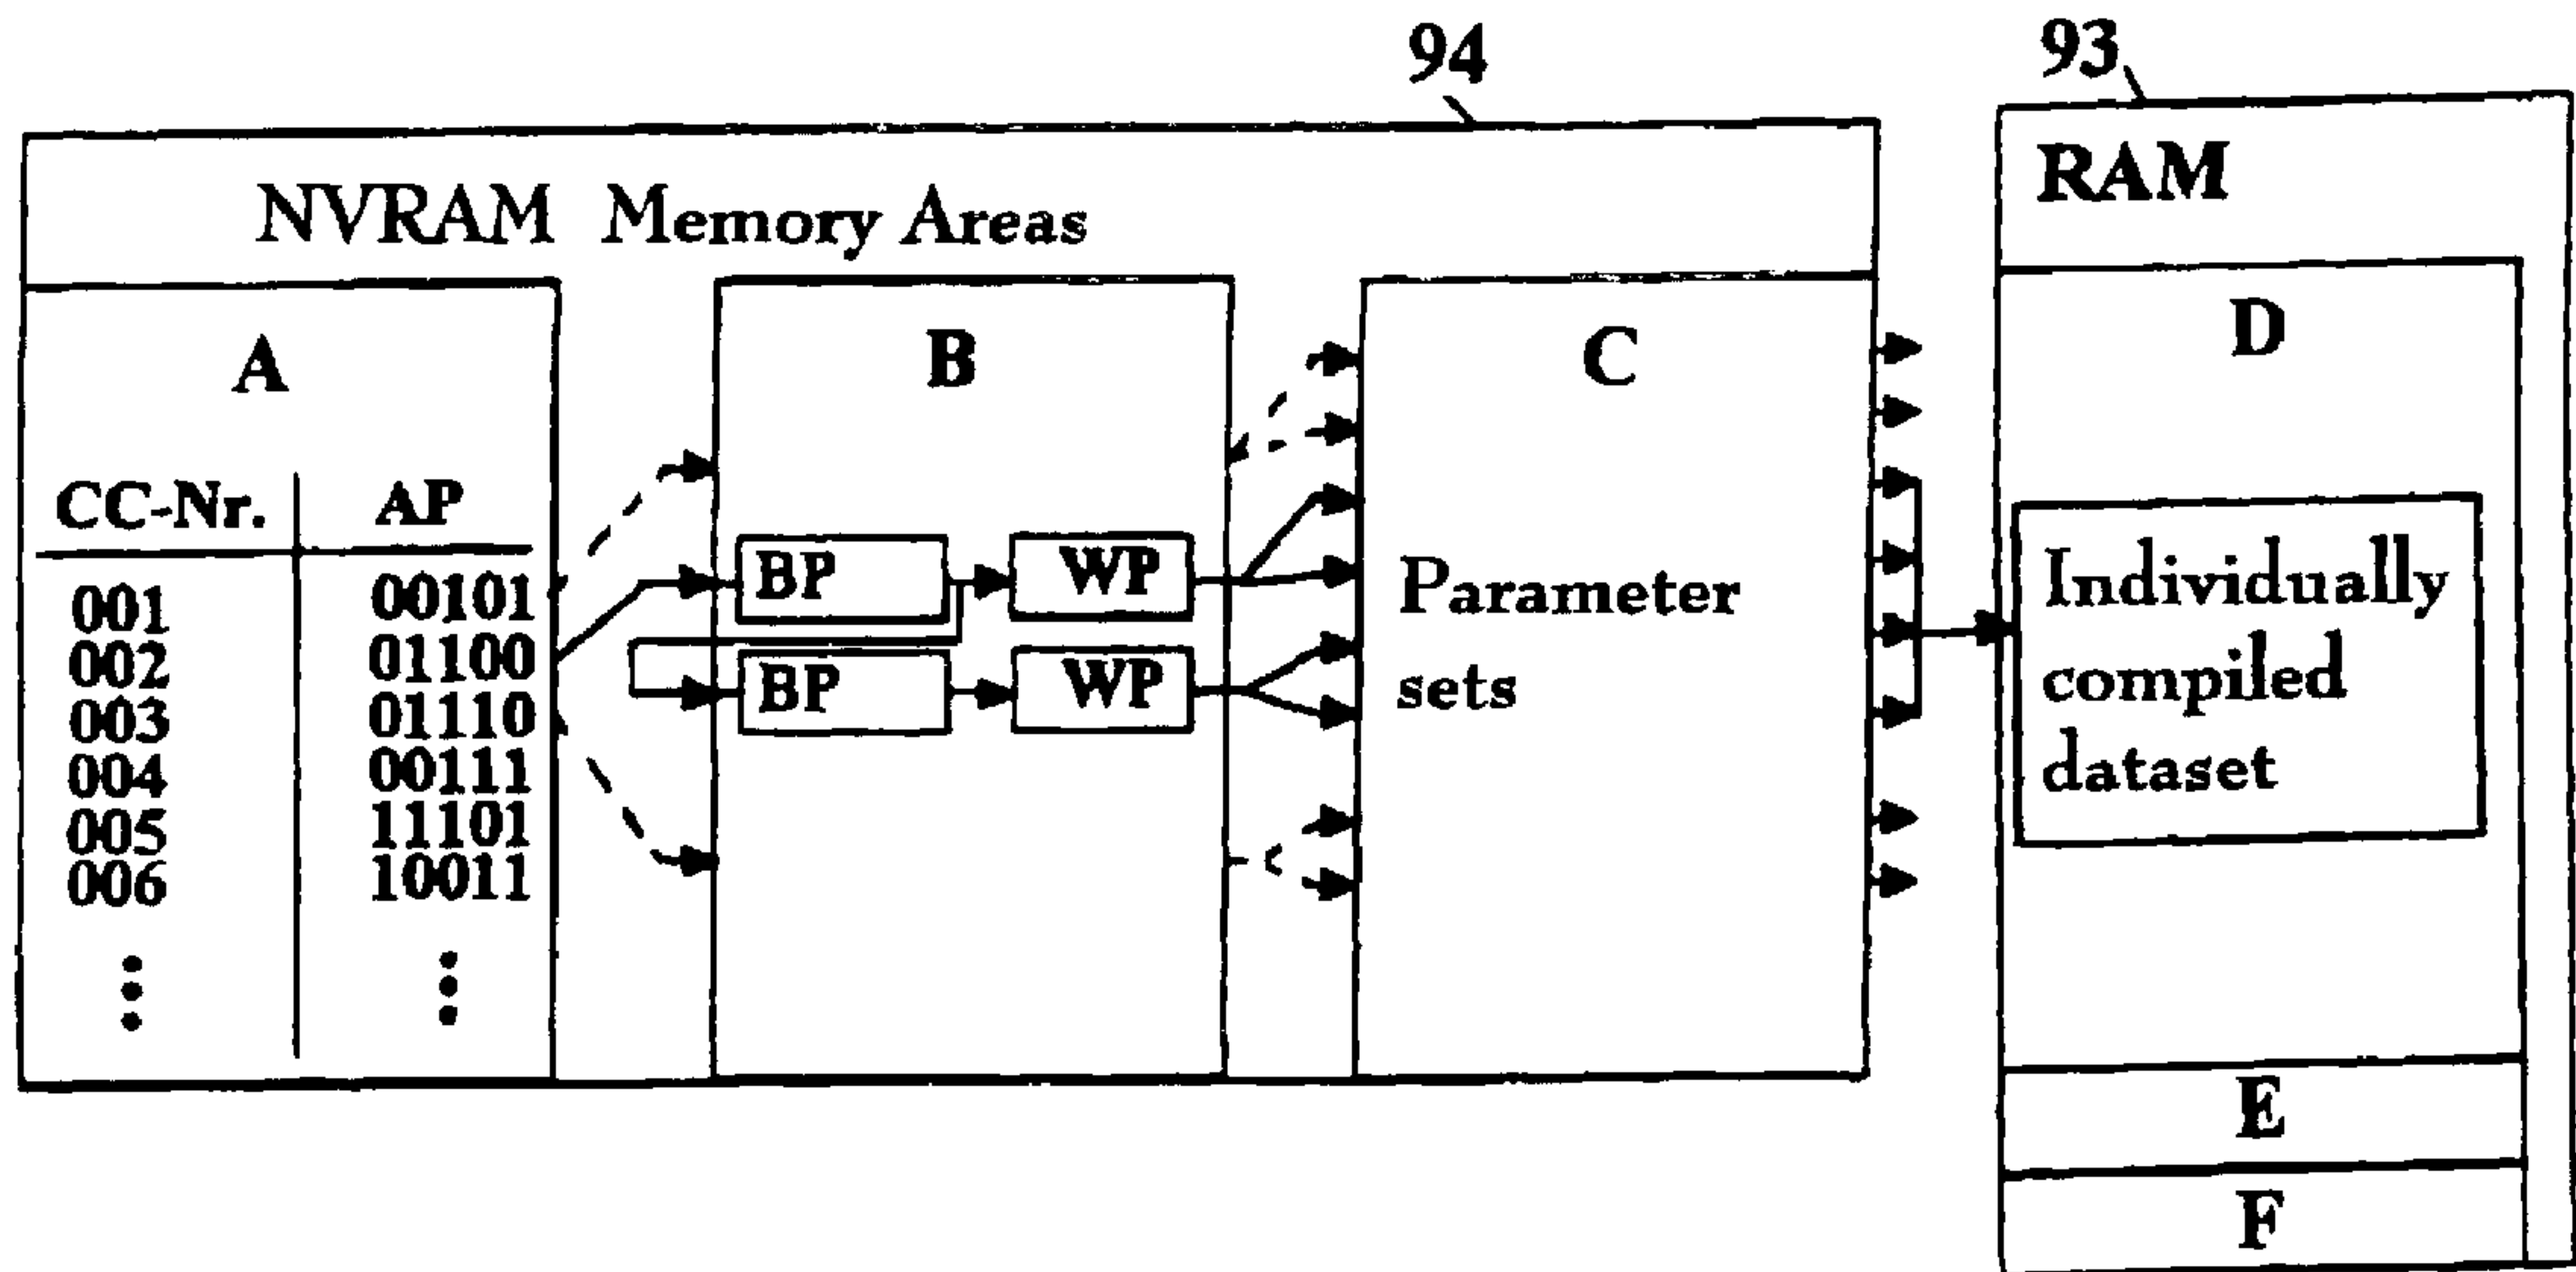 94
93
NVRAM Memory Areas
RAM
A
B
C
D
CC-Nr. AP
001 00101
002 01100
003 01110
004 00111
005 11101
006 10011
BP WP
BP WP
Parameter
sets
Individually
compiled
dataset
E
F